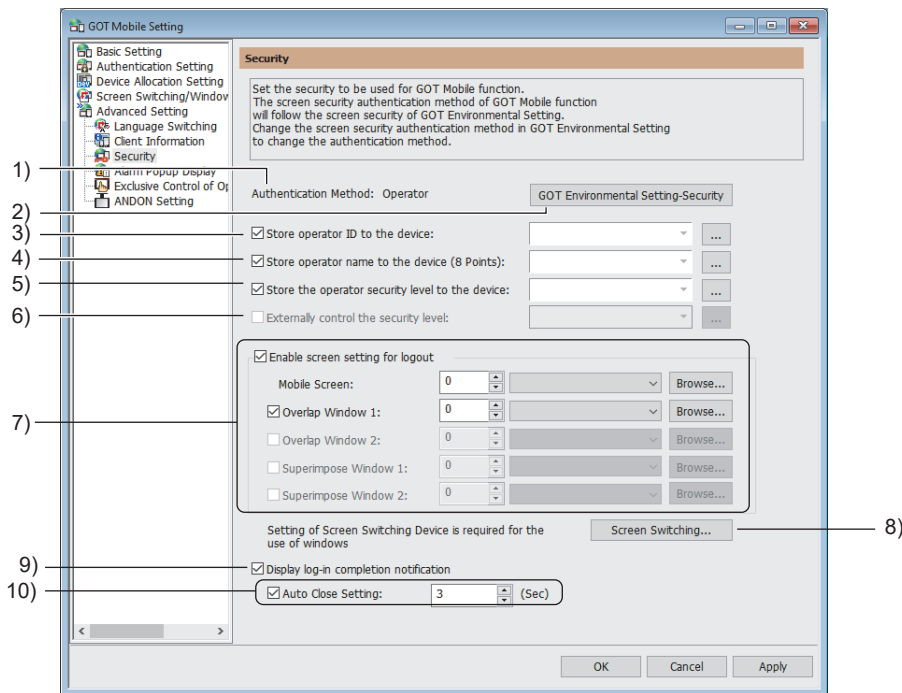 GOT Mobile Setting
Basic Setting
Authentication Setting
Device Allocation Setting
Screen Switching/Window
Advanced Setting
Language Switching
Client Information
Security
Alarm Popup Display
Exclusive Control of Op
ANDON Setting
Security
Set the security to be used for GOT Mobile function.
The screen security authentication method of GOT Mobile function
will follow the screen security of GOT Environmental Setting.
Change the screen security authentication method in GOT Environmental Setting
to change the authentication method.
1)
Authentication Method: Operator
GOT Environmental Setting-Security
2)
3)
Store operator ID to the device:
...
4)
Store operator name to the device (8 Points):
...
5)
Store the operator security level to the device:
...
6)
Externally control the security level:
...
7)
Enable screen setting for logout
Mobile Screen: 0 Browse...
Overlap Window 1: 0 Browse...
Overlap Window 2: 0 Browse...
Superimpose Window 1: 0 Browse...
Superimpose Window 2: 0 Browse...
Setting of Screen Switching Device is required for the
use of windows
Screen Switching...
8)
9)
Display log-in completion notification
10)
Auto Close Setting: 3 (Sec)
OK Cancel Apply